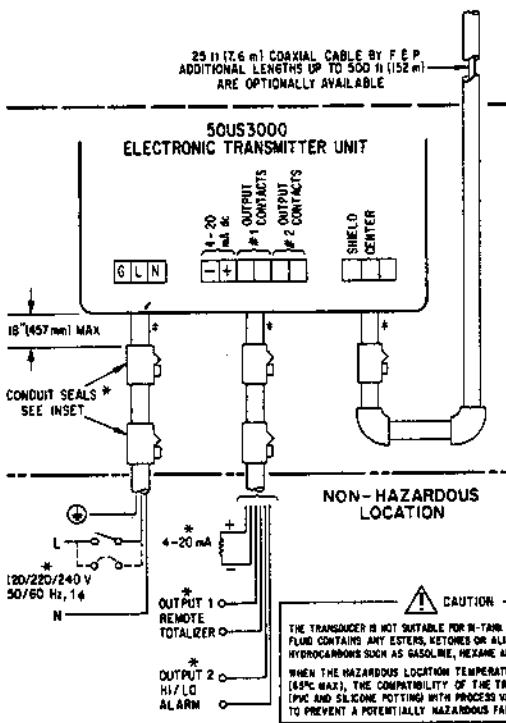 25 ft (7.6 m) COAXIAL CABLE BY F & P
ADDITIONAL LENGTHS UP TO 500 ft (152 m)
ARE OPTIONALLY AVAILABLE
50US3000
ELECTRONIC TRANSMITTER UNIT
4-20
mA dc
OUTPUT
#1 CONTACTS
OUTPUT
#2 CONTACTS
SHIELD
CENTER
G L N
- +
18"(457mm) MAX
*
*
*
CONDUIT SEALS *
SEE INSET
NON-HAZARDOUS
LOCATION
L
*
120/220/240 V
50/60 Hz, 1ϕ
N
*
4-20 mA
+
-
*
OUTPUT 1
REMOTE
TOTALIZER
*
OUTPUT 2
HI/LO
ALARM
CAUTION
THE TRANSDUCER IS NOT SUITABLE FOR IN-TANK
FLUID CONTAINS ANY ESTERS, KETONES OR
HYDROCARBONS SUCH AS GASOLINE, HEXANE
WHEN THE HAZARDOUS LOCATION
(65°C MAX), THE COMPATIBILITY OF THE
(PVC AND SILICONE POTTING) WITH PROCESS
TO PREVENT A POTENTIALLY HAZARDOUS